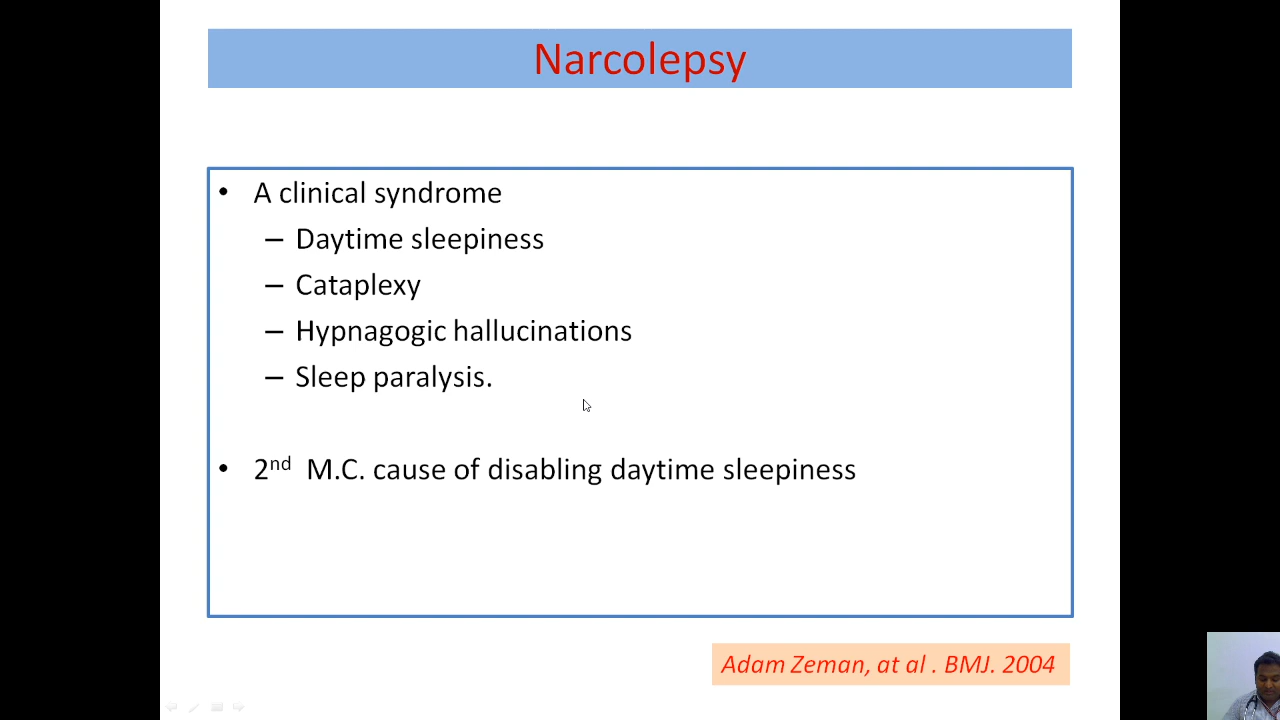 Narcolepsy
• A clinical syndrome
– Daytime sleepiness
– Cataplexy
– Hypnagogic hallucinations
– Sleep paralysis.
• 2nd M.C. cause of disabling daytime sleepiness
Adam Zeman, at al . BMJ. 2004